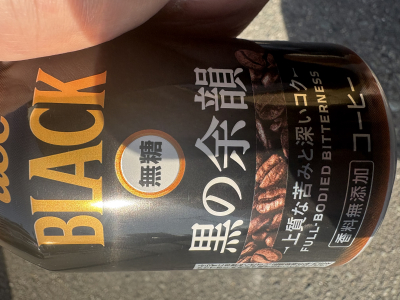 BLACK
無糖
黒の余韻
上質な苦みと深いコク
FULL-BODIED BITTERNESS
香料無添加
コーヒー